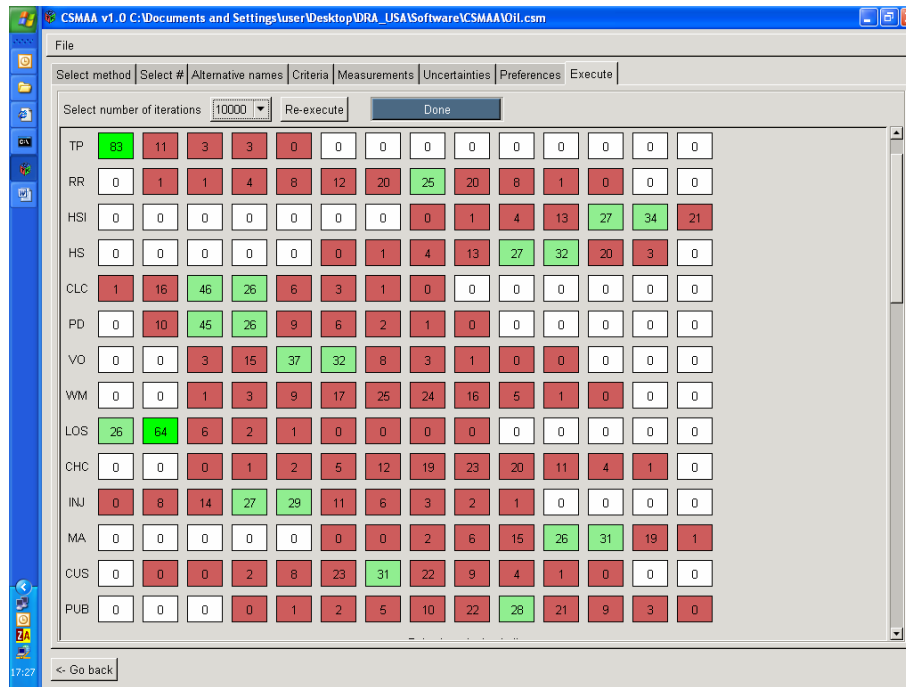 CSMAA v1.0 C:\Documents and Settings\user\Desktop\DRA_USA\Software\CSMAA\Oil.csm
File
Select method Select # Alternative names Criteria Measurements Uncertainties Preferences Execute
Select number of iterations 10000 Re-execute Done
TP 83 11 3 3 0 0 0 0 0 0 0 0 0 0
RR 0 1 1 4 8 12 20 25 20 8 1 0 0 0
HSI 0 0 0 0 0 0 0 0 1 4 13 27 34 21
HS 0 0 0 0 0 0 1 4 13 27 32 20 3 0
CLC 1 16 46 26 6 3 1 0 0 0 0 0 0 0
PD 0 10 45 26 9 6 2 1 0 0 0 0 0 0
VO 0 0 3 15 37 32 8 3 1 0 0 0 0 0
WM 0 0 1 3 9 17 25 24 16 5 1 0 0 0
LOS 26 64 6 2 1 0 0 0 0 0 0 0 0 0
CHC 0 0 0 1 2 5 12 19 23 20 11 4 1 0
INJ 0 8 14 27 29 11 6 3 2 1 0 0 0 0
MA 0 0 0 0 0 0 0 2 6 15 26 31 19 1
CUS 0 0 0 2 8 23 31 22 9 4 1 0 0 0
PUB 0 0 0 0 1 2 5 10 22 28 21 9 3 0
<- Go back
ZA
17:27